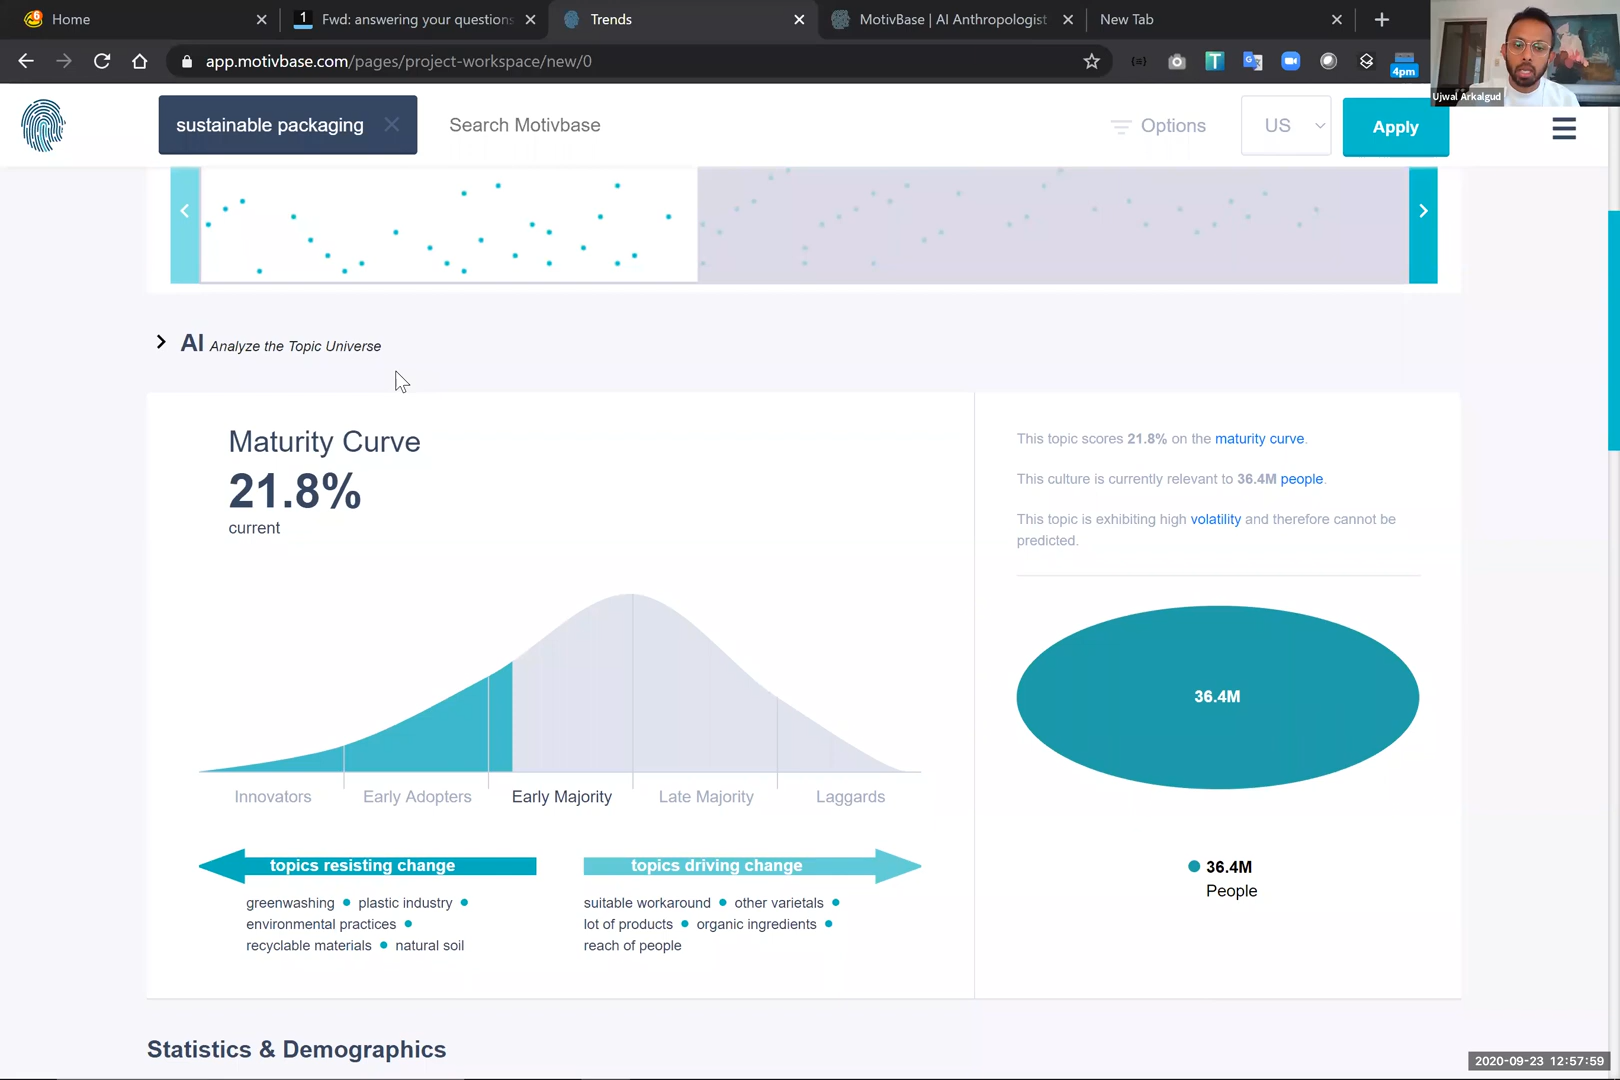 Home
1 Fwd: answering your questions
Trends
MotivBase | AI Anthropologist
New Tab
app.motivbase.com/pages/project-workspace/new/0
4pm
Ujwal Arkalgud
sustainable packaging
Search Motivbase
Options
US
Apply
AI Analyze the Topic Universe
Maturity Curve
21.8%
current
Innovators
Early Adopters
Early Majority
Late Majority
Laggards
topics resisting change
greenwashing • plastic industry •
environmental practices •
recyclable materials • natural soil
topics driving change
suitable workaround • other varietals •
lot of products • organic ingredients •
reach of people
This topic scores 21.8% on the maturity curve.
This culture is currently relevant to 36.4M people.
This topic is exhibiting high volatility and therefore cannot be
predicted.
36.4M
36.4M
People
Statistics & Demographics
2020-09-23 12:57:59